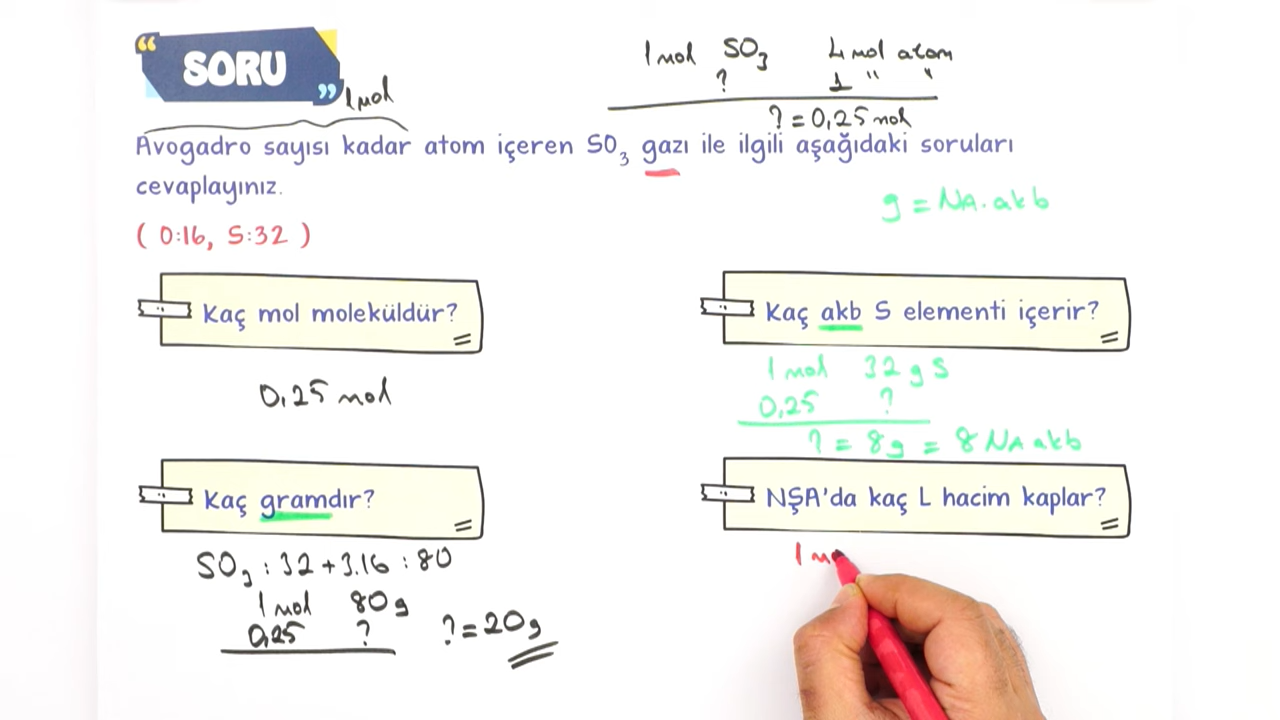 “ SORU ”
1 mol
1 mol SO₃ 4 mol atom
? 1 " "
? = 0,25 mol
Avogadro sayısı kadar atom içeren SO₃ gazı ile ilgili aşağıdaki soruları
cevaplayınız.
g = NA.akb
( O:16, S:32 )
Kaç mol moleküldür?
0,25 mol
Kaç akb S elementi içerir?
1 mol 32 g S
0,25 ?
? = 8g = 8 NA akb
Kaç gramdır?
SO₃ : 32 + 3.16 : 80
1 mol 80 g
0,25 ?
? = 20g
NŞA'da kaç L hacim kaplar?
1 mo